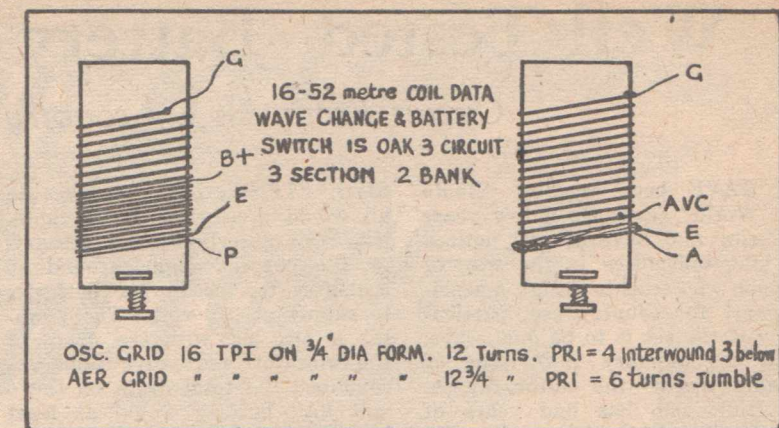 G
B+
E
P
16-52 metre COIL DATA
WAVE CHANGE & BATTERY
SWITCH IS OAK 3 CIRCUIT
3 SECTION 2 BANK
G
AVC
E
A
OSC. GRID 16 TPI ON 3/4" DIA FORM. 12 Turns. PRI = 4 interwound 3 below
AER GRID " " " " " " 12 3/4 " PRI = 6 turns Jumble